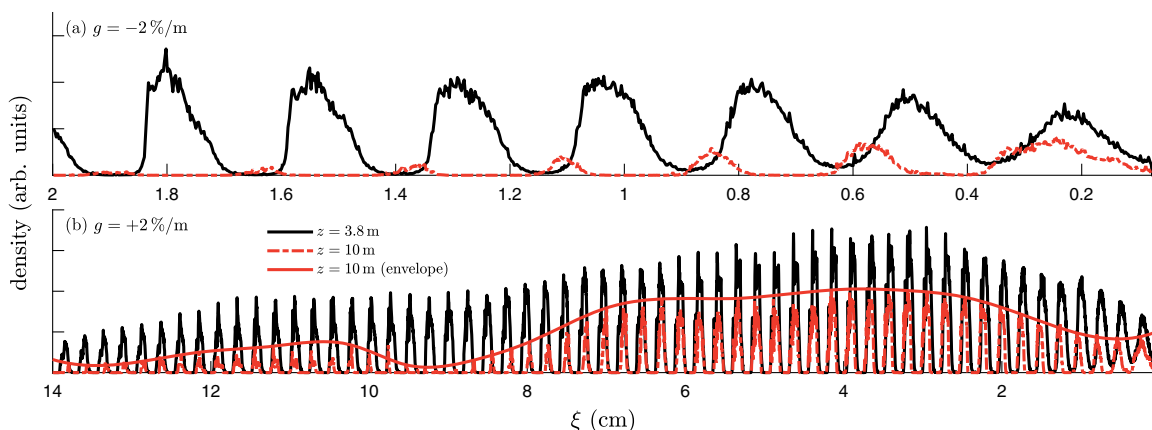 (a) g = −2 %/m
2 1.8 1.6 1.4 1.2 1 0.8 0.6 0.4 0.2
density (arb. units)
(b) g = +2 %/m
z = 3.8 m
z = 10 m
z = 10 m (envelope)
14 12 10 8 6 4 2
ξ (cm)